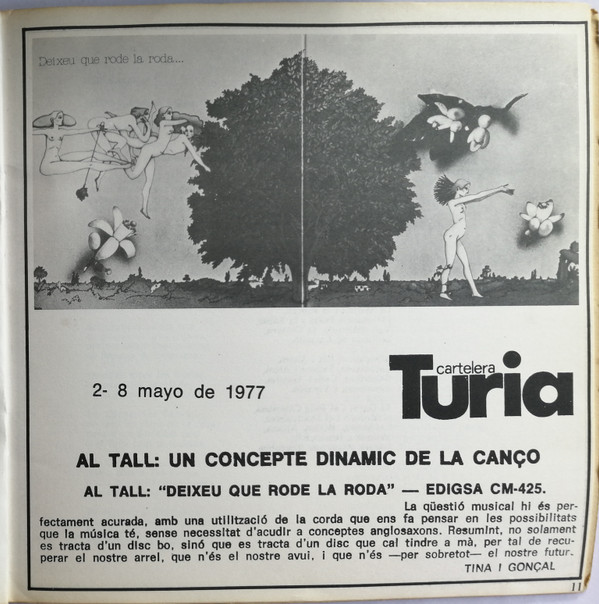 Deixeu que rode la roda....
2- 8 mayo de 1977
cartelera
Turia
AL TALL: UN CONCEPTE DINAMIC DE LA CANÇO
AL TALL: "DEIXEU QUE RODE LA RODA" — EDIGSA CM-425.
La qüestió musical hi és per-
fectament acurada, amb una utilització de la corda que ens fa pensar en les possibilitats
que la música té, sense necessitat d'acudir a conceptes anglosaxons. Resumint, no solament
es tracta d'un disc bo, sinó que es tracta d'un disc que cal tindre a mà, per tal de recu-
perar el nostre arrel, que n'és el nostre avui, i que n'és —per sobretot— el nostre futur.
TINA I GONÇAL
11